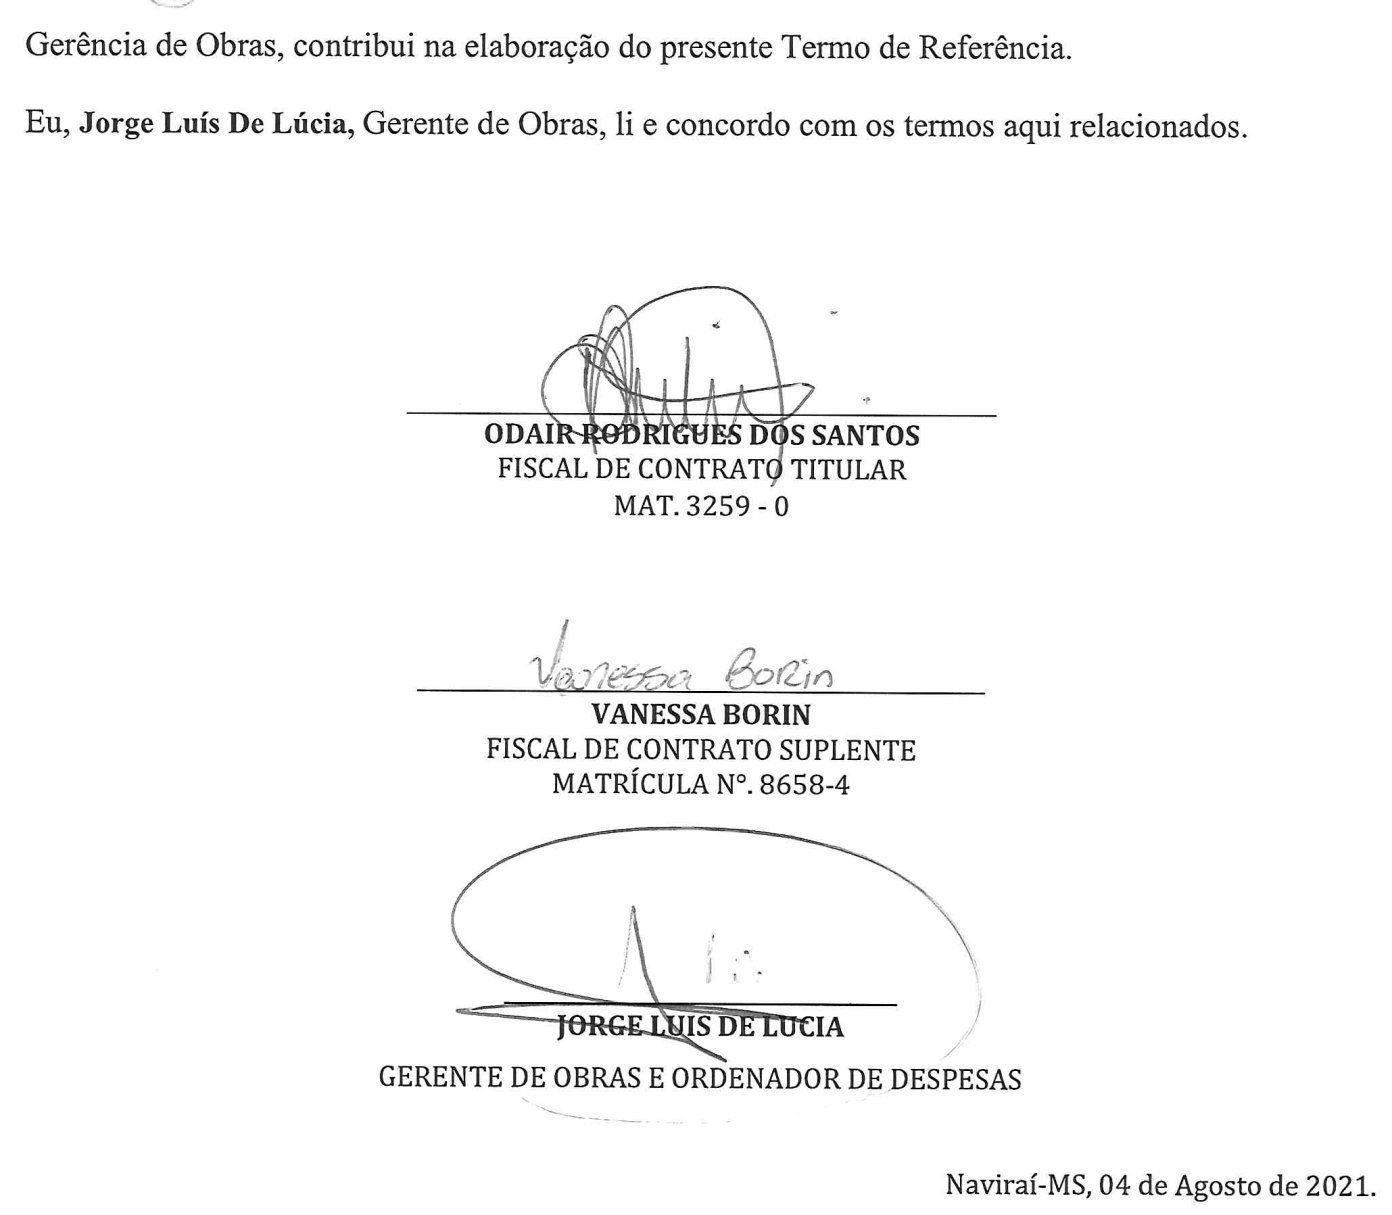 Gerência de Obras, contribui na elaboração do presente Termo de Referência.
Eu, Jorge Luís De Lúcia, Gerente de Obras, li e concordo com os termos aqui relacionados.
ODAIR RODRIGUES DOS SANTOS
FISCAL DE CONTRATO TITULAR
MAT. 3259 - 0
Vanessa Borin
VANESSA BORIN
FISCAL DE CONTRATO SUPLENTE
MATRÍCULA Nº. 8658-4
JORGE LUIS DE LUCIA
GERENTE DE OBRAS E ORDENADOR DE DESPESAS
Naviraí-MS, 04 de Agosto de 2021.